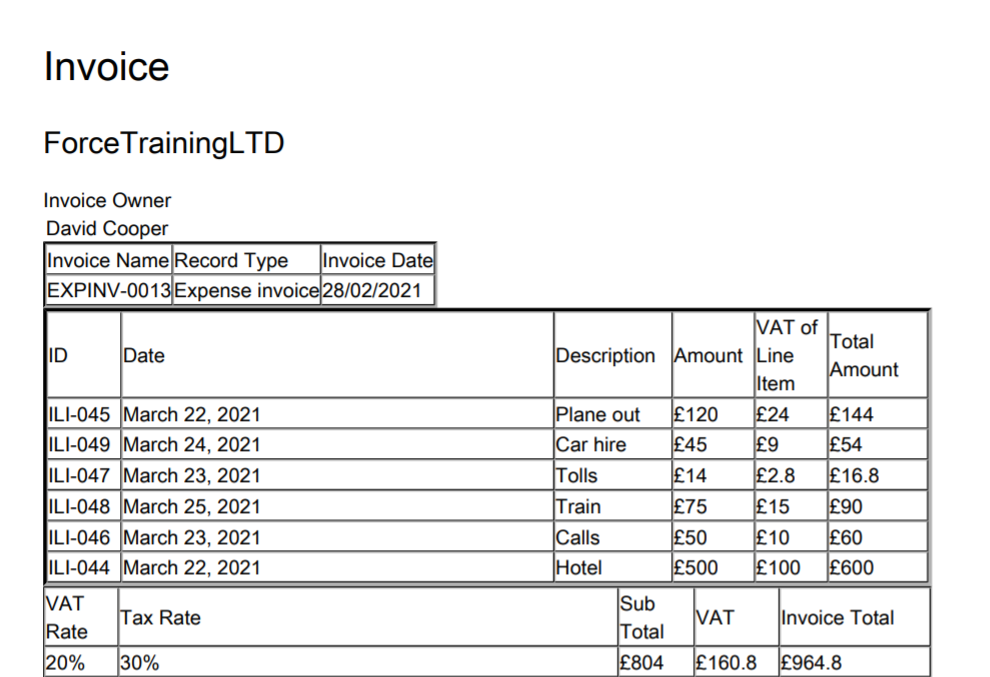 Invoice
ForceTrainingLTD
Invoice Owner
David Cooper
Invoice Name Record Type Invoice Date
EXPINV-0013 Expense invoice 28/02/2021
ID Date Description Amount VAT of Line Item Total Amount
ILI-045 March 22, 2021 Plane out £120 £24 £144
ILI-049 March 24, 2021 Car hire £45 £9 £54
ILI-047 March 23, 2021 Tolls £14 £2.8 £16.8
ILI-048 March 25, 2021 Train £75 £15 £90
ILI-046 March 23, 2021 Calls £50 £10 £60
ILI-044 March 22, 2021 Hotel £500 £100 £600
VAT Rate Tax Rate Sub Total VAT Invoice Total
20% 30% £804 £160.8 £964.8